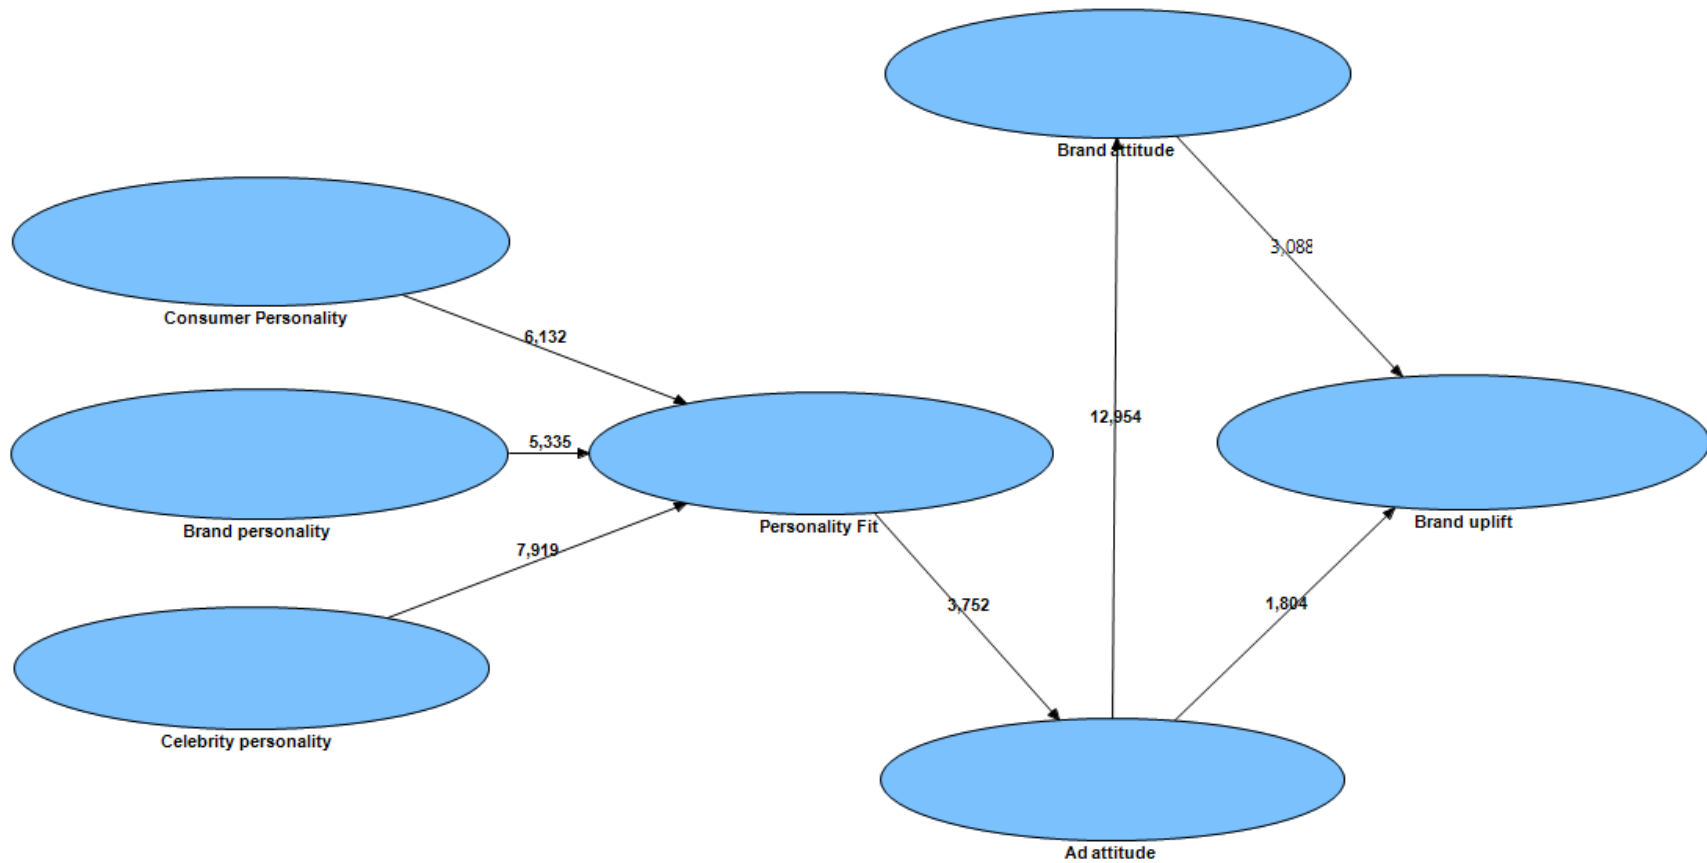 Brand attitude
3,088
Consumer Personality
6,132
12,954
Brand personality
5,335
Personality Fit
Brand uplift
7,919
3,752
1,804
Celebrity personality
Ad attitude